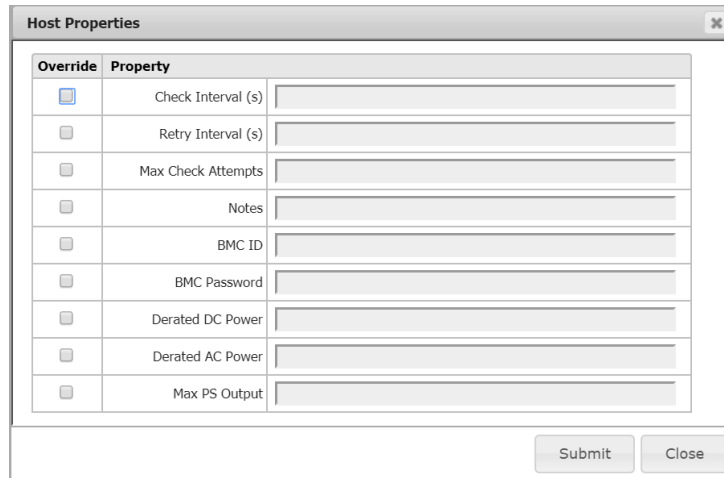 Host Properties
Override Property
Check Interval (s)
Retry Interval (s)
Max Check Attempts
Notes
BMC ID
BMC Password
Derated DC Power
Derated AC Power
Max PS Output
Submit Close